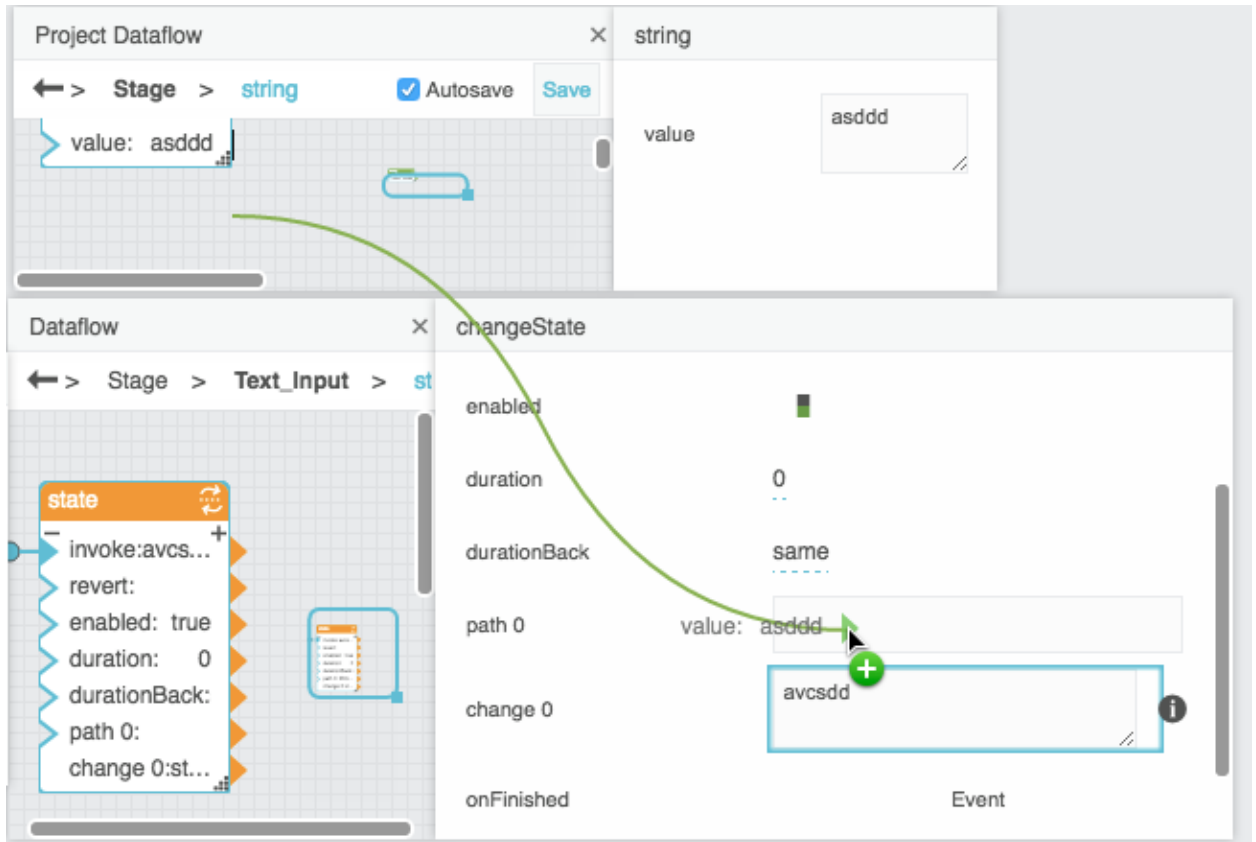 Project Dataflow × string
← > Stage > string Autosave Save
value: asddd
value asddd
Dataflow × changeState
← > Stage > Text_Input > st
enabled
state
duration 0
invoke:avcs...
durationBack same
revert:
enabled: true
path 0 value: asddd
duration: 0
durationBack:
change 0 avcsdd
path 0:
change 0:st...
onFinished Event